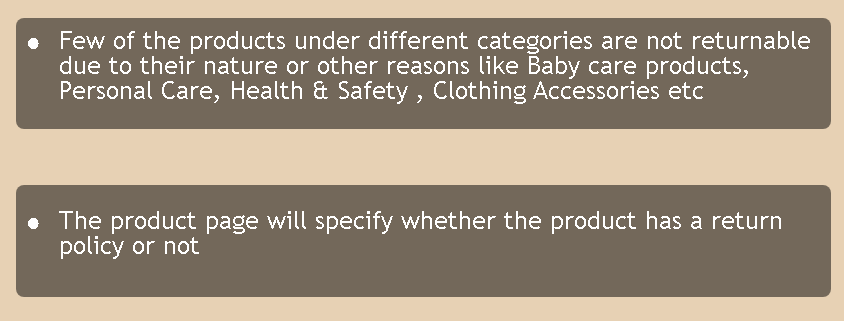 ● Few of the products under different categories are not returnable
due to their nature or other reasons like Baby care products,
Personal Care, Health & Safety , Clothing Accessories etc
● The product page will specify whether the product has a return
policy or not